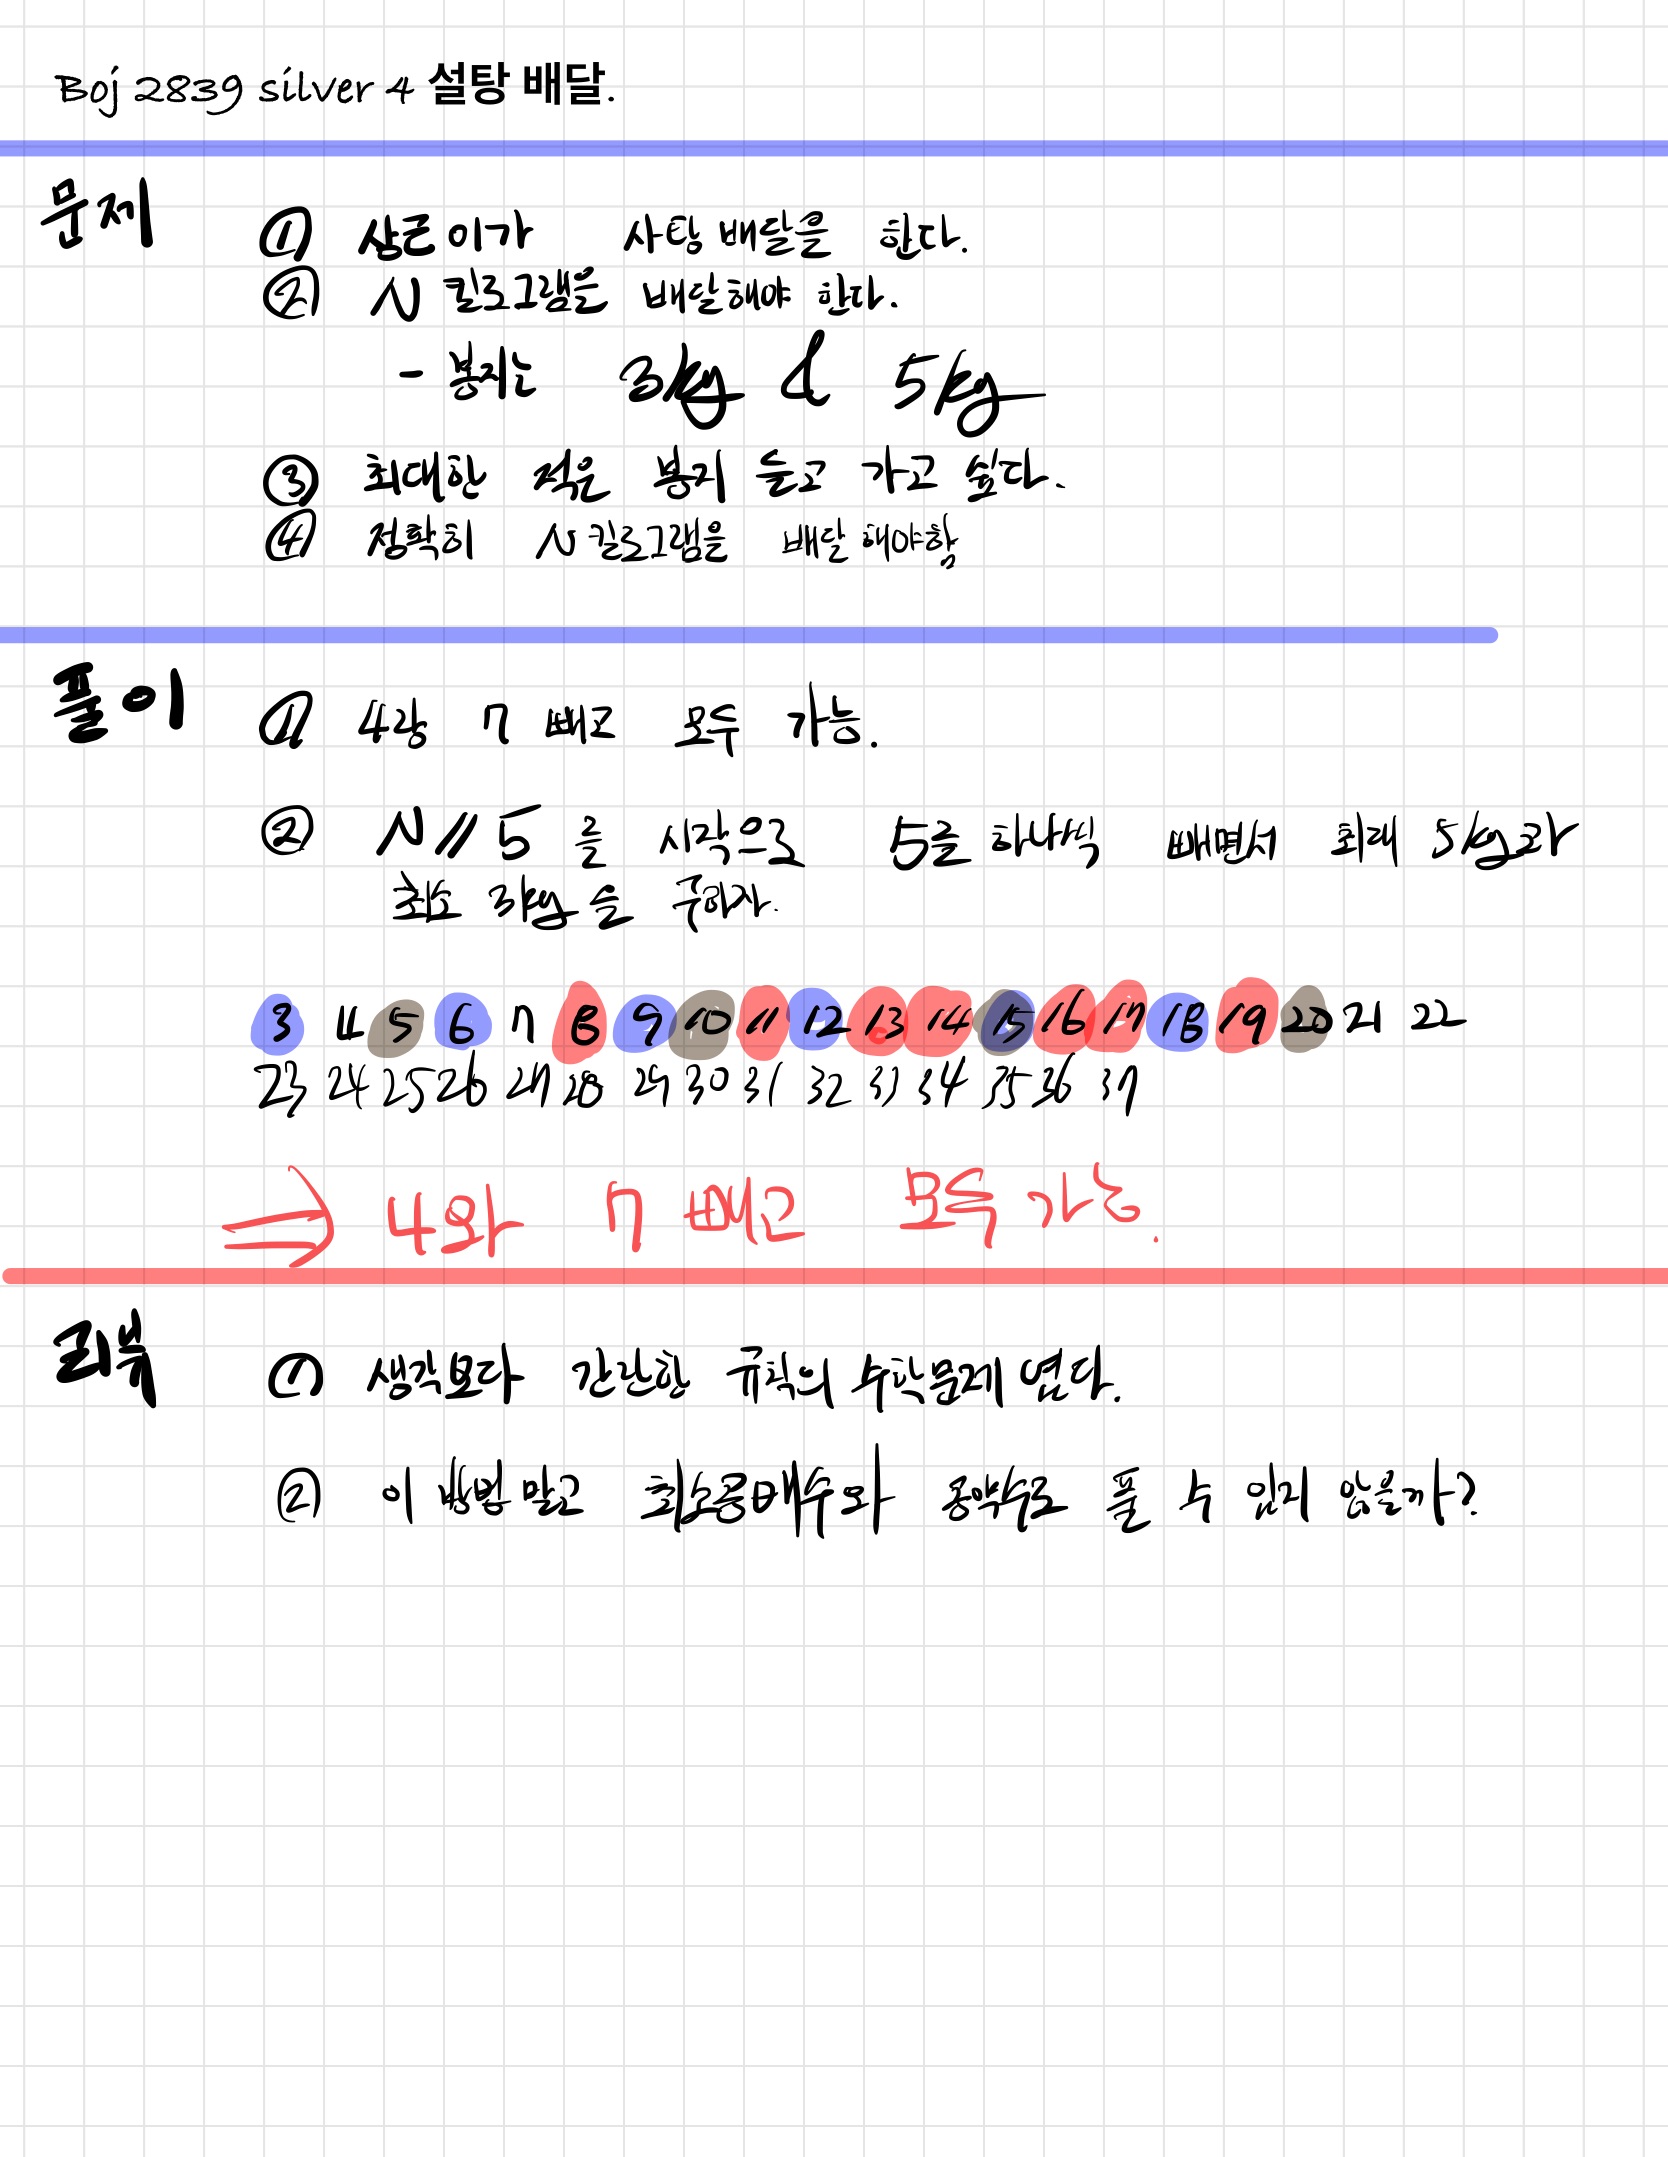 Boj 2839 silver 4 설탕 배달.
문제
① 상근이가 사탕 배달을 한다.
② N 킬로그램을 배달해야 한다.
- 봉지는 3kg & 5kg
③ 최대한 적은 봉지 들고 가고 싶다.
④ 정확히 N킬로그램을 배달해야함
풀이
① 4랑 7 빼고 모두 가능.
② N//5 를 시작으로 5를 하나씩 빼면서 최대 5kg과
최소 3kg을 구하자.
3 4 5 6 7 8 9 10 11 12 13 14 15 16 17 18 19 20 21 22
23 24 25 26 27 28 29 30 31 32 33 34 35 36 37
⇒ 4와 7 빼고 모두 가능.
리뷰
① 생각보다 간단한 규칙의 수학문제 였다.
② 이 방법 말고 최소공배수와 공약수로 풀 수 있지 않을까?